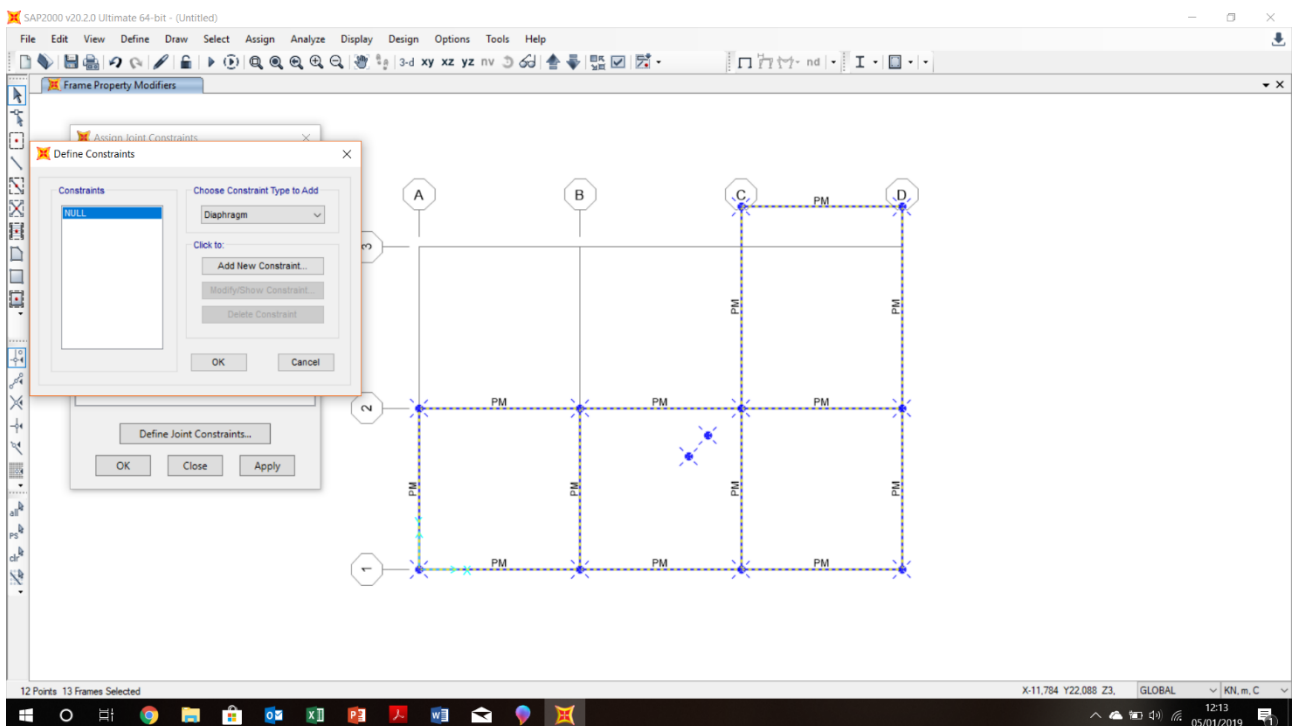 SAP2000 v20.2.0 Ultimate 64-bit - (Untitled)
File Edit View Define Draw Select Assign Analyze Display Design Options Tools Help
3-d xy xz yz nv nd
Frame Property Modifiers
Assign Joint Constraints
Define Constraints
Constraints
NULL
Choose Constraint Type to Add
Diaphragm
Click to:
Add New Constraint...
Modify/Show Constraint...
Delete Constraint
OK Cancel
Define Joint Constraints...
OK Close Apply
A B C D
PM
3
PM PM
2
PM PM PM
PM PM PM PM
1
PM PM PM
all
PS
clr
12 Points 13 Frames Selected
X-11,784 Y22,088 Z3, GLOBAL KN, m, C
12:13
05/01/2019